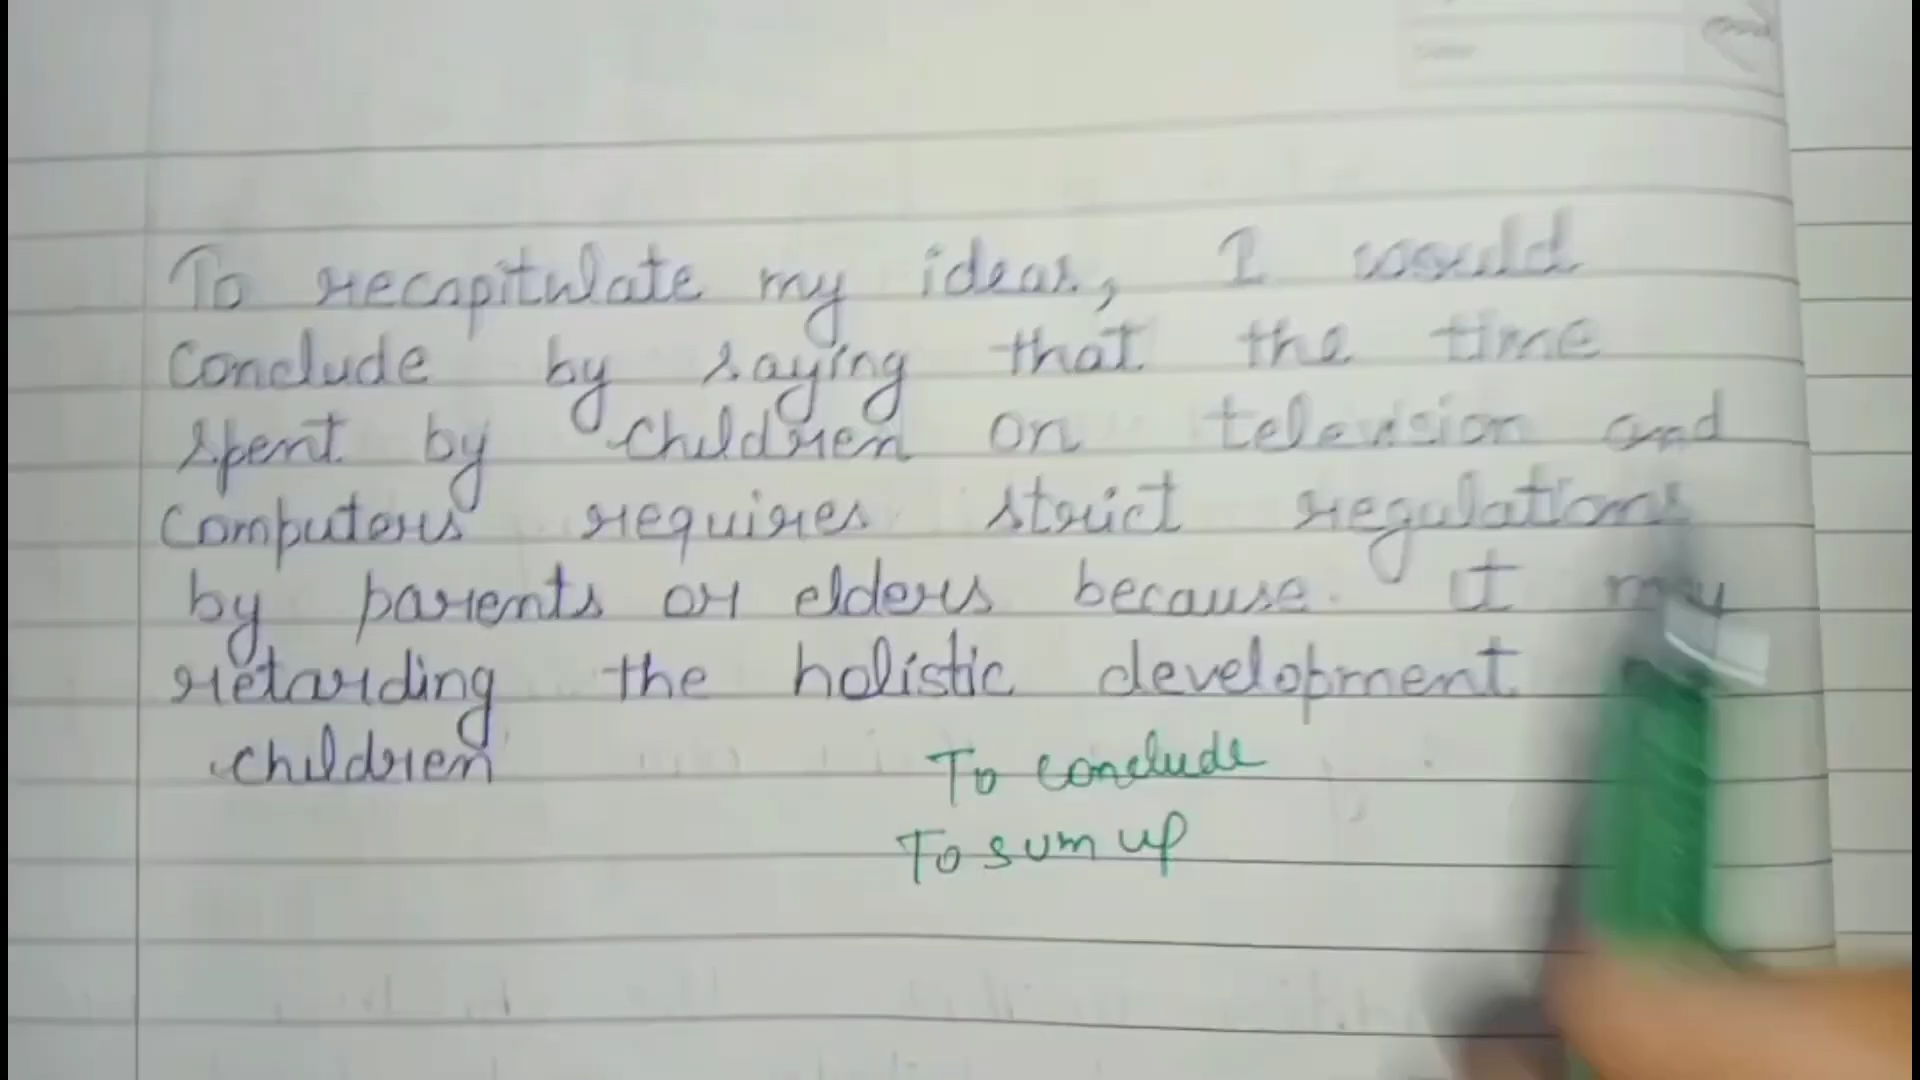 To recapitulate my ideas, I would
conclude by saying that the time
spent by children on television and
computers requires strict regulations
by parents or elders because it may
retarding the holistic development
children
To conclude
To sum up